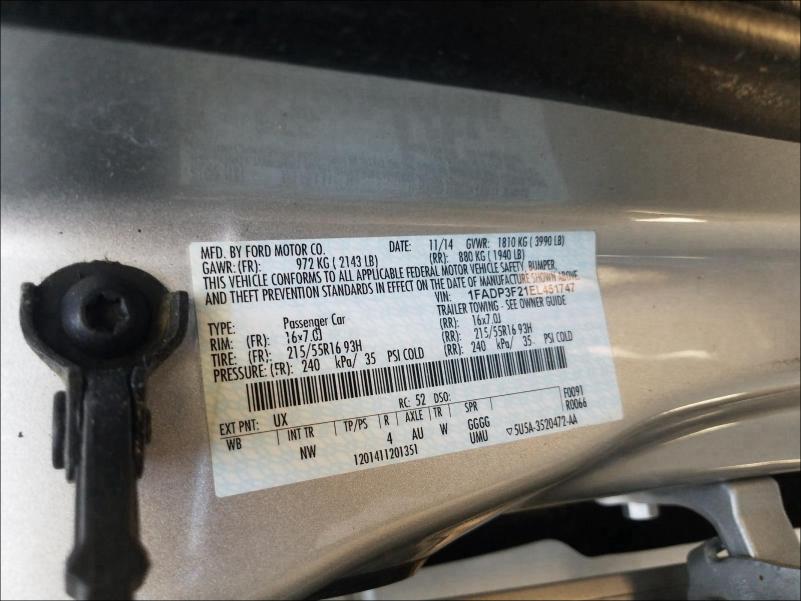 MFD. BY FORD MOTOR CO. DATE: 11/14 GVWR: 1810 KG ( 3990 LB)
GAWR:(FR): 972 KG ( 2143 LB) (RR): 880 KG ( 1940 LB)
THIS VEHICLE CONFORMS TO ALL APPLICABLE FEDERAL MOTOR VEHICLE SAFETY, BUMPER
AND THEFT PREVENTION STANDARDS IN EFFECT ON THE DATE OF MANUFACTURE SHOWN ABOVE
VIN: 1FADP3F21EL451747
TYPE: Passenger Car TRAILER TOWING - SEE OWNER GUIDE
RIM: (FR): 16x7.0J (RR): 16x7.0J
TIRE: (FR): 215/55R16 93H (RR): 215/55R16 93H
PRESSURE: (FR): 240 kPa/ 35 PSI COLD (RR): 240 kPa/ 35 PSI COLD
EXT PNT: UX RC: 52 DSO: F0091
WB INT TR TP/PS R AXLE TR SPR R0066
NW 4 AU W GGGG
UMU ▽5U5A-3520472-AA
1201411201351